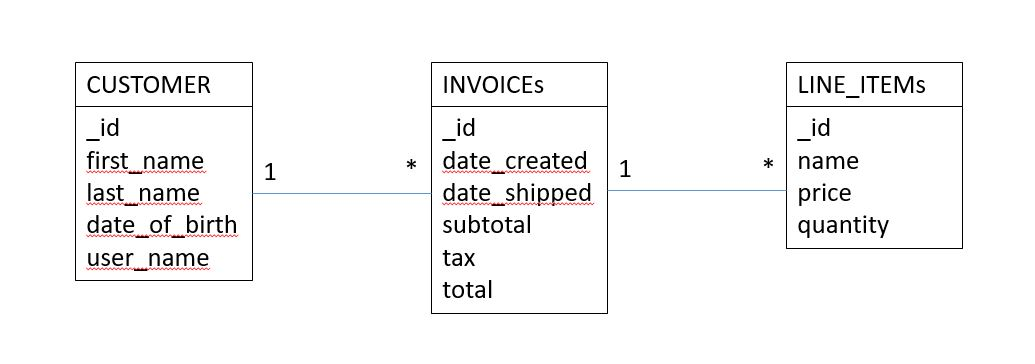 CUSTOMER
_id
first_name
last_name
date_of_birth
user_name
1
*
INVOICEs
_id
date_created
date_shipped
subtotal
tax
total
1
*
LINE_ITEMs
_id
name
price
quantity